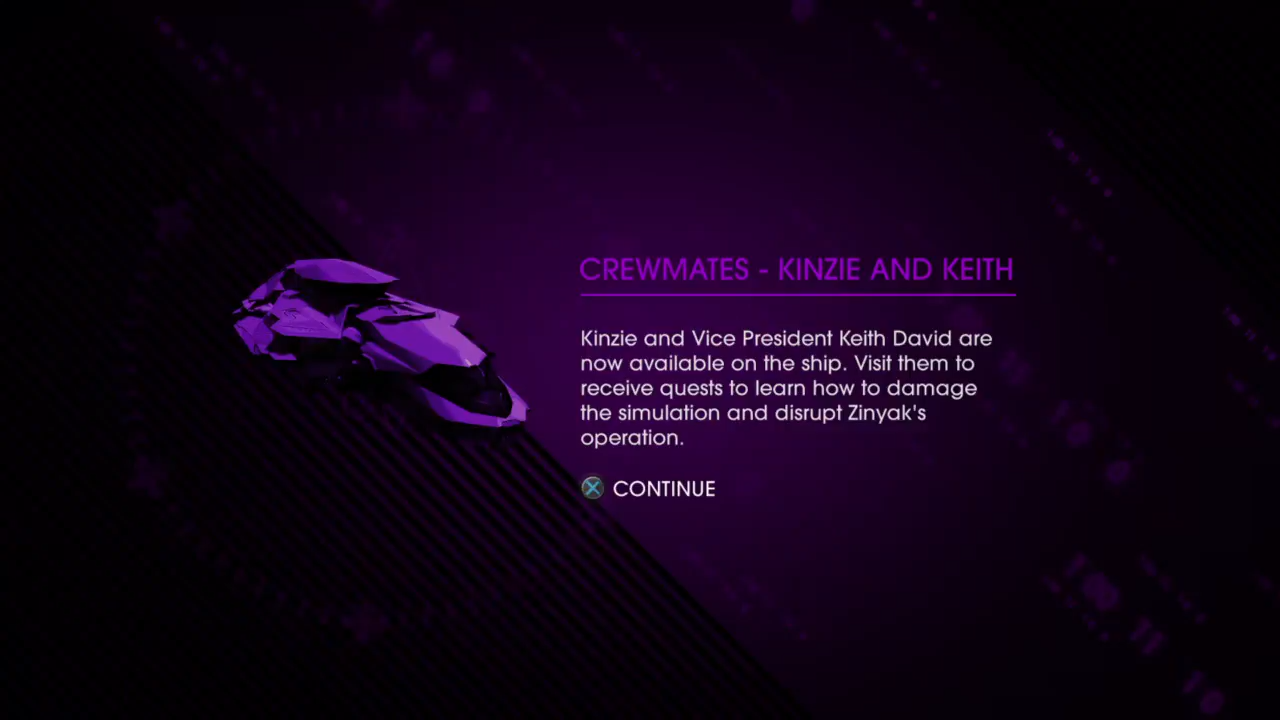 CREWMATES - KINZIE AND KEITH
Kinzie and Vice President Keith David are
now available on the ship. Visit them to
receive quests to learn how to damage
the simulation and disrupt Zinyak's
operation.
CONTINUE